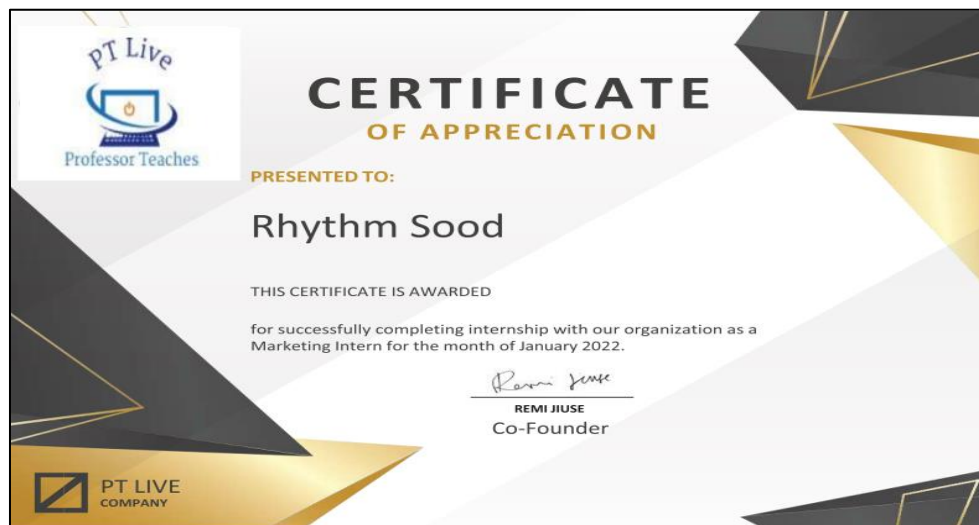 PT Live
Professor Teaches
CERTIFICATE
OF APPRECIATION
PRESENTED TO:
Rhythm Sood
THIS CERTIFICATE IS AWARDED
for successfully completing internship with our organization as a
Marketing Intern for the month of January 2022.
Remi Jiuse
REMI JIUSE
Co-Founder
PT LIVE
COMPANY